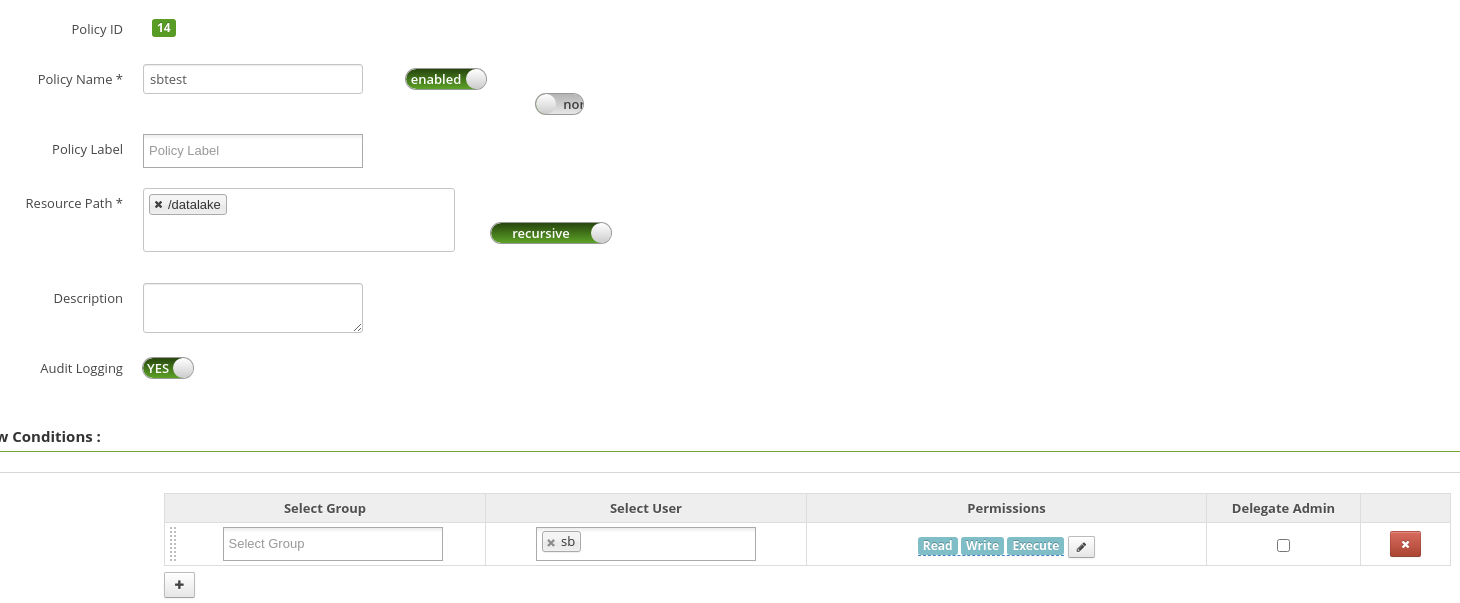 Policy ID 14
Policy Name * sbtest enabled
nor
Policy Label Policy Label
Resource Path * ✖ /datalake
recursive
Description
Audit Logging YES
w Conditions :
Select Group Select User Permissions Delegate Admin
Select Group ✖ sb Read Write Execute ✖
+